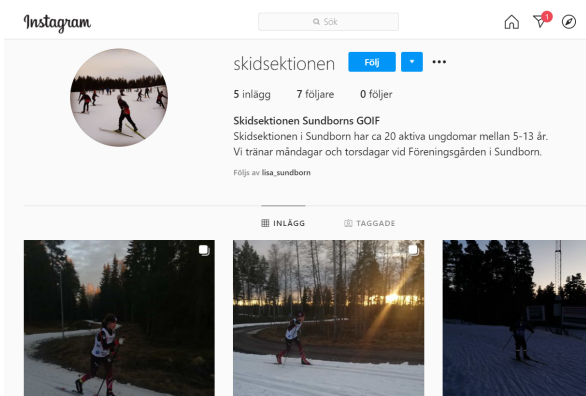 Instagram
Sök
1
skidsektionen Följ
5 inlägg 7 följare 0 följer
Skidsektionen Sundborns GOIF
Skidsektionen i Sundborn har ca 20 aktiva ungdomar mellan 5-13 år.
Vi tränar måndagar och torsdagar vid Föreningsgården i Sundborn.
Följs av lisa_sundborn
INLÄGG TAGGADE